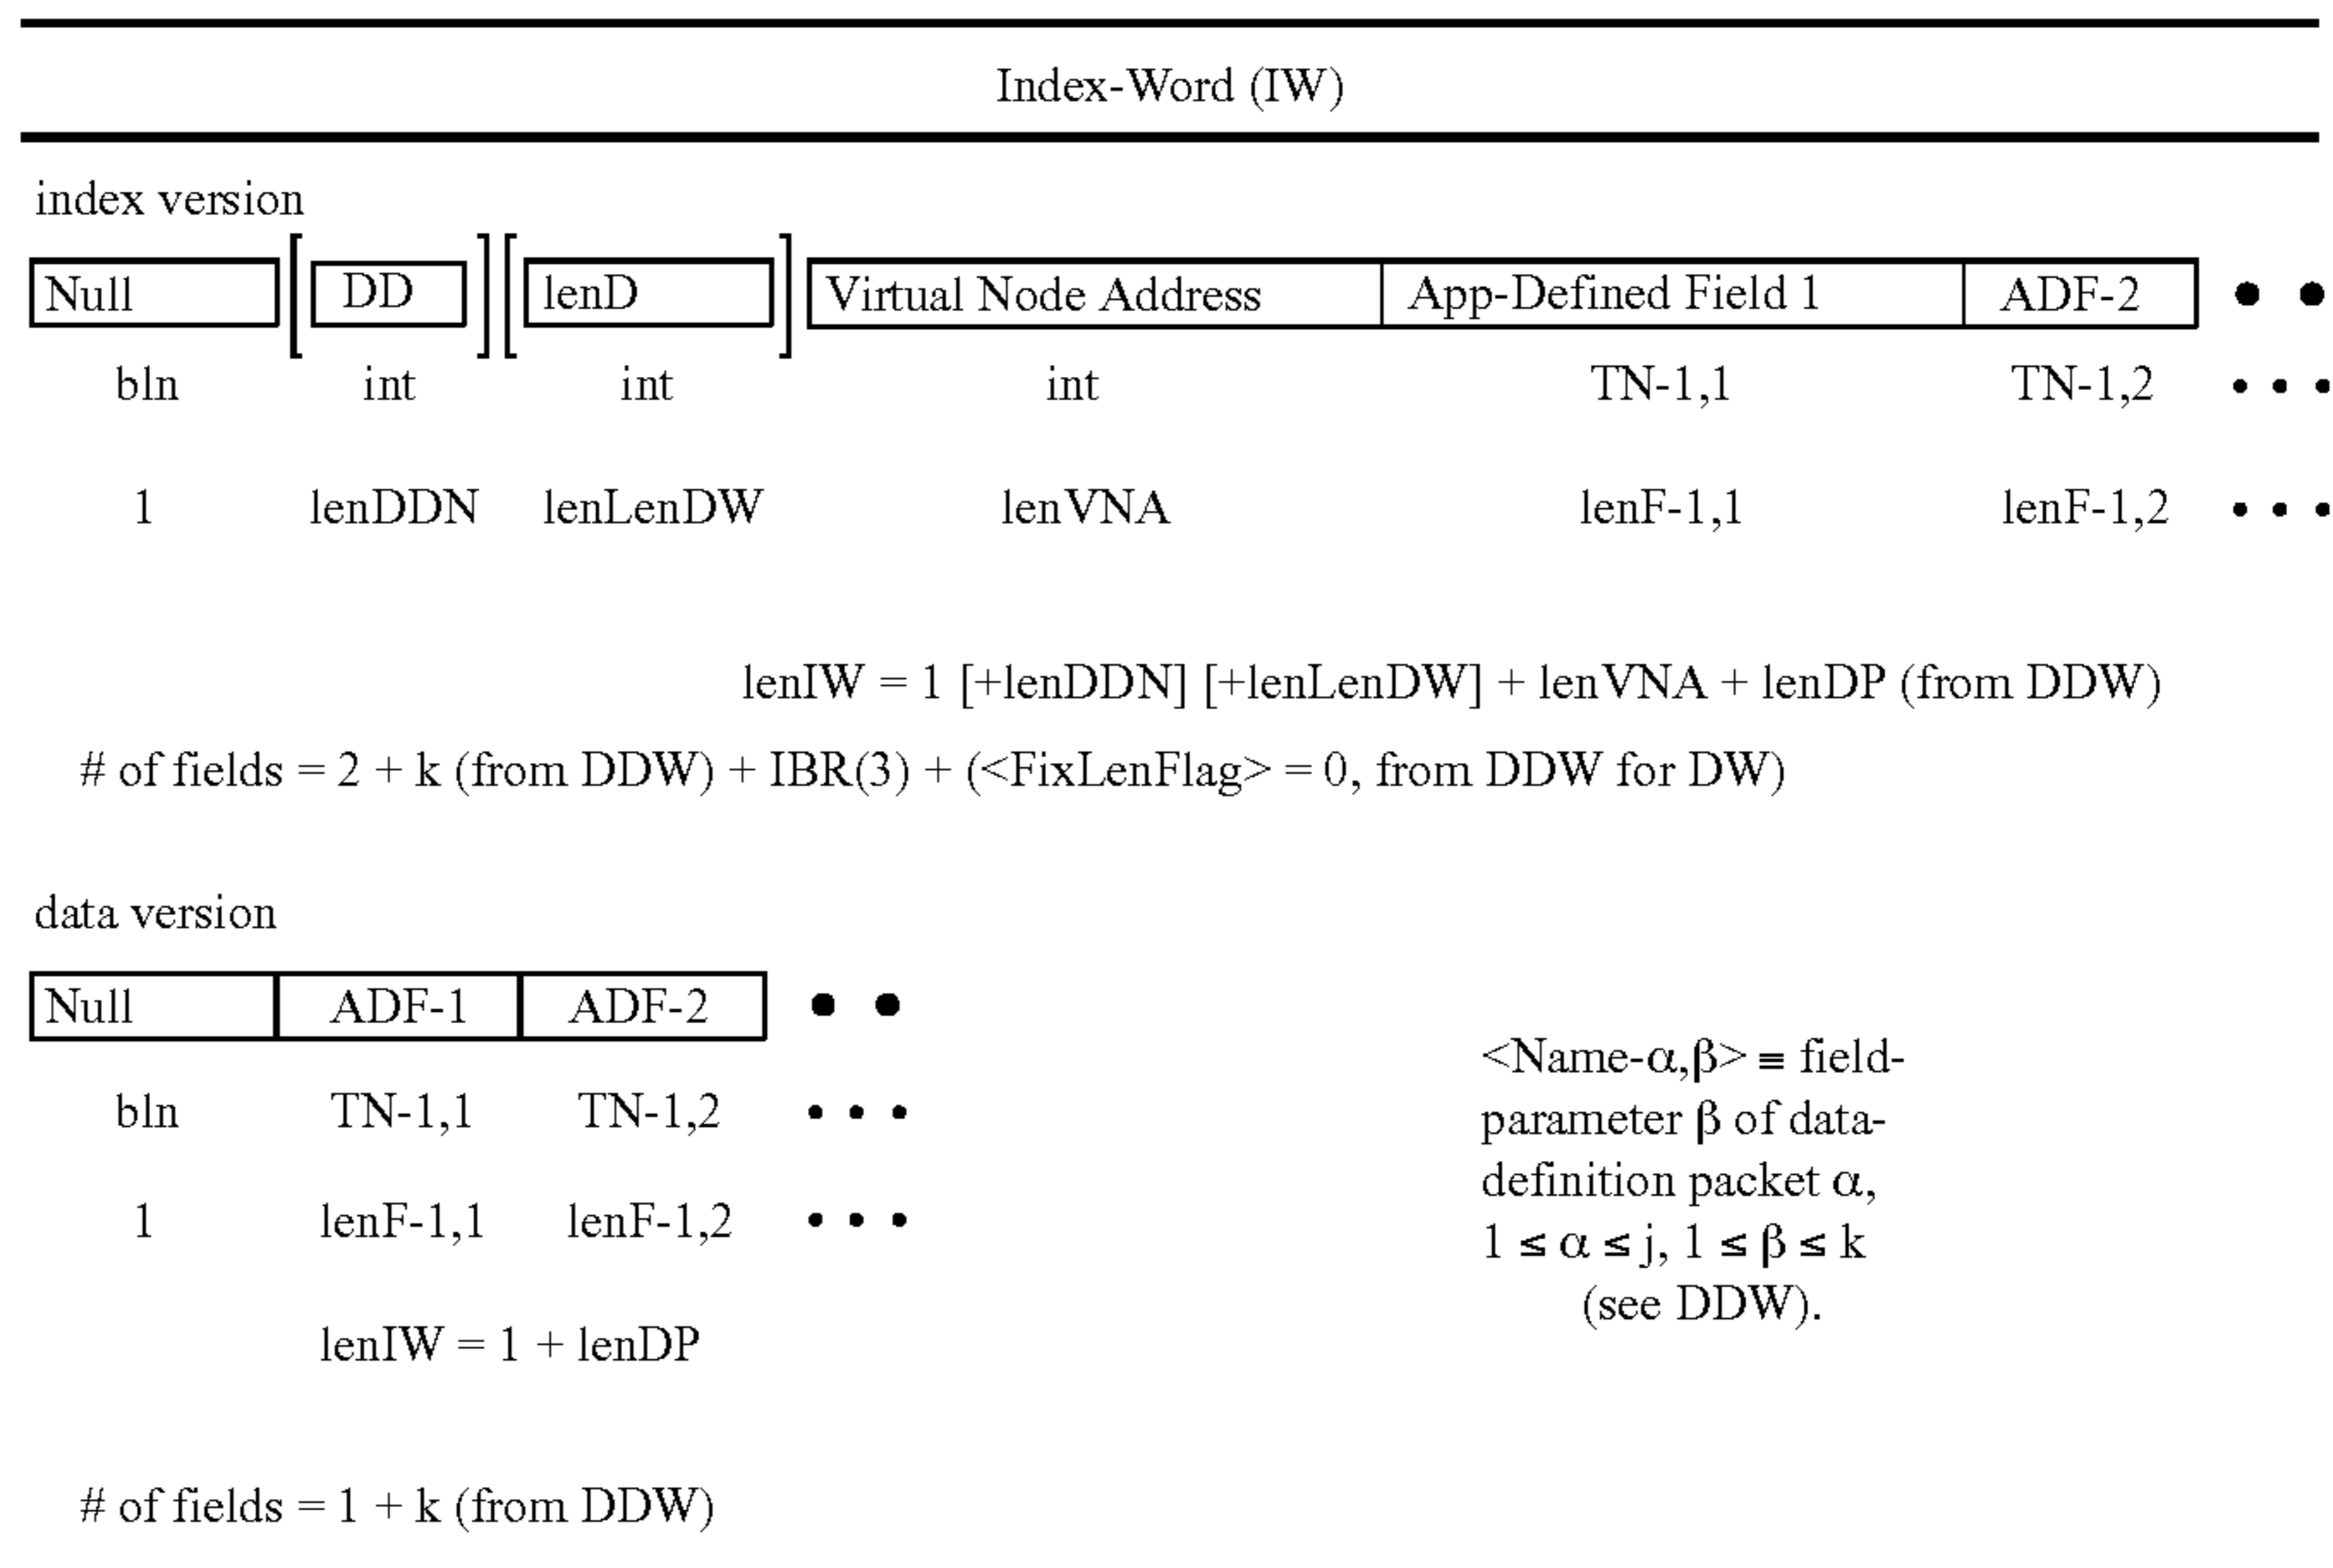 Index-Word (IW)
index version
Null [ DD ] [ lenD ] Virtual Node Address App-Defined Field 1 ADF-2 • •
bln int int int TN-1,1 TN-1,2 • • •
1 lenDDN lenLenDW lenVNA lenF-1,1 lenF-1,2 • • •
lenIW = 1 [+lenDDN] [+lenLenDW] + lenVNA + lenDP (from DDW)
# of fields = 2 + k (from DDW) + IBR(3) + (<FixLenFlag> = 0, from DDW for DW)
data version
Null ADF-1 ADF-2 • •
bln TN-1,1 TN-1,2 • • •
1 lenF-1,1 lenF-1,2 • • •
lenIW = 1 + lenDP
# of fields = 1 + k (from DDW)
<Name-α,β> ≡ field-
parameter β of data-
definition packet α,
1 ≤ α ≤ j, 1 ≤ β ≤ k
(see DDW).